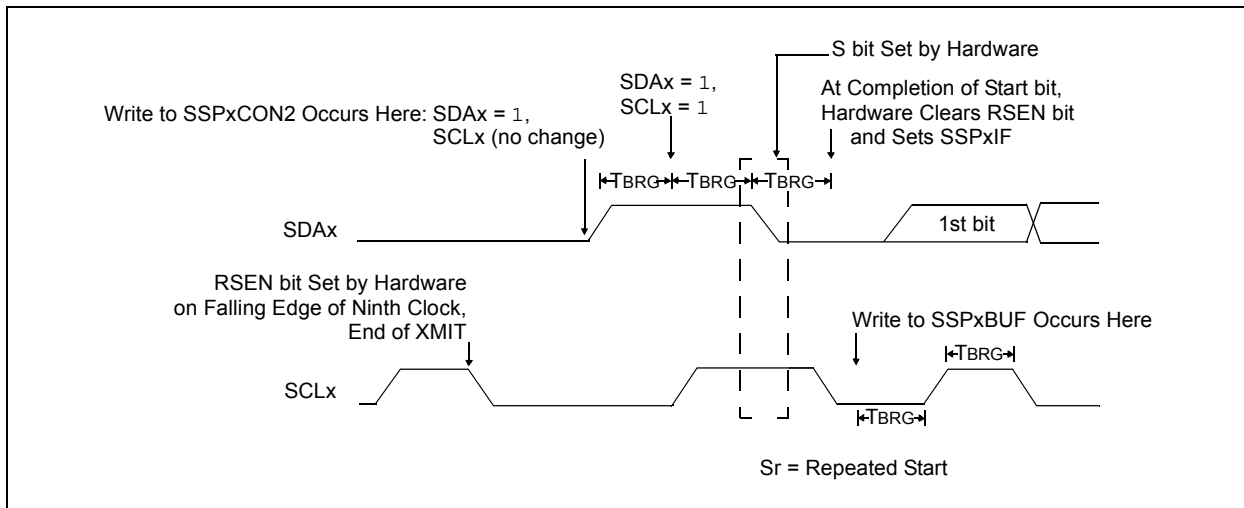 S bit Set by Hardware
SDAx = 1,
SCLx = 1
At Completion of Start bit,
Hardware Clears RSEN bit
and Sets SSPxIF
Write to SSPxCON2 Occurs Here: SDAx = 1,
SCLx (no change)
TBRG TBRG TBRG
SDAx
1st bit
RSEN bit Set by Hardware
on Falling Edge of Ninth Clock,
End of XMIT
Write to SSPxBUF Occurs Here
TBRG
SCLx
TBRG
Sr = Repeated Start